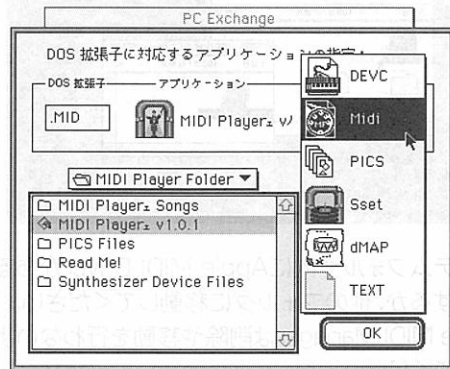 PC Exchange
DOS 拡張子に対応するアプリケーションの指定:
DOS 拡張子
アプリケーション
.MID
MIDI Player
MIDI Player Folder
MIDI Player Songs
MIDI Player v1.0.1
PICS Files
Read Me!
Synthesizer Device Files
DEVC
Midi
PICS
Sset
dMAP
TEXT
OK